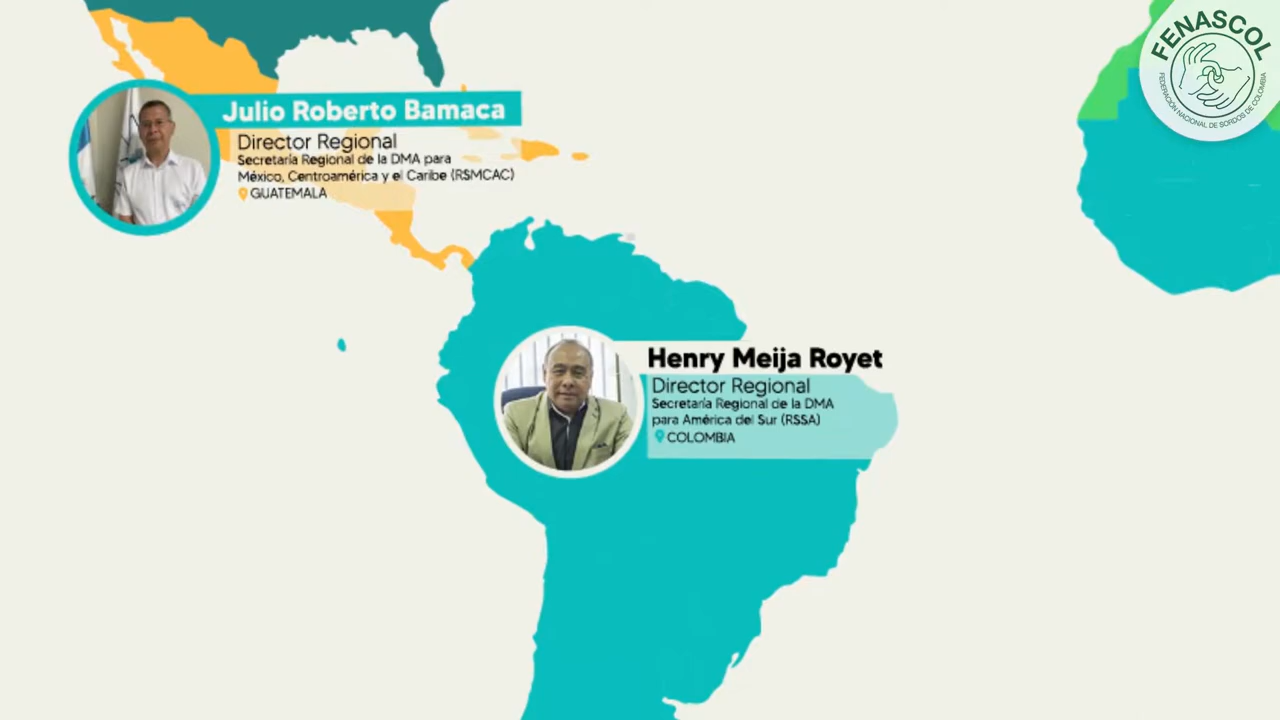 FENASCOL
FEDERACIÓN NACIONAL DE SORDOS DE COLOMBIA
Julio Roberto Bamaca
Director Regional
Secretaría Regional de la DMA para
México, Centroamérica y el Caribe (RSMCAC)
GUATEMALA
Henry Meija Royet
Director Regional
Secretaría Regional de la DMA
para América del Sur (RSSA)
COLOMBIA